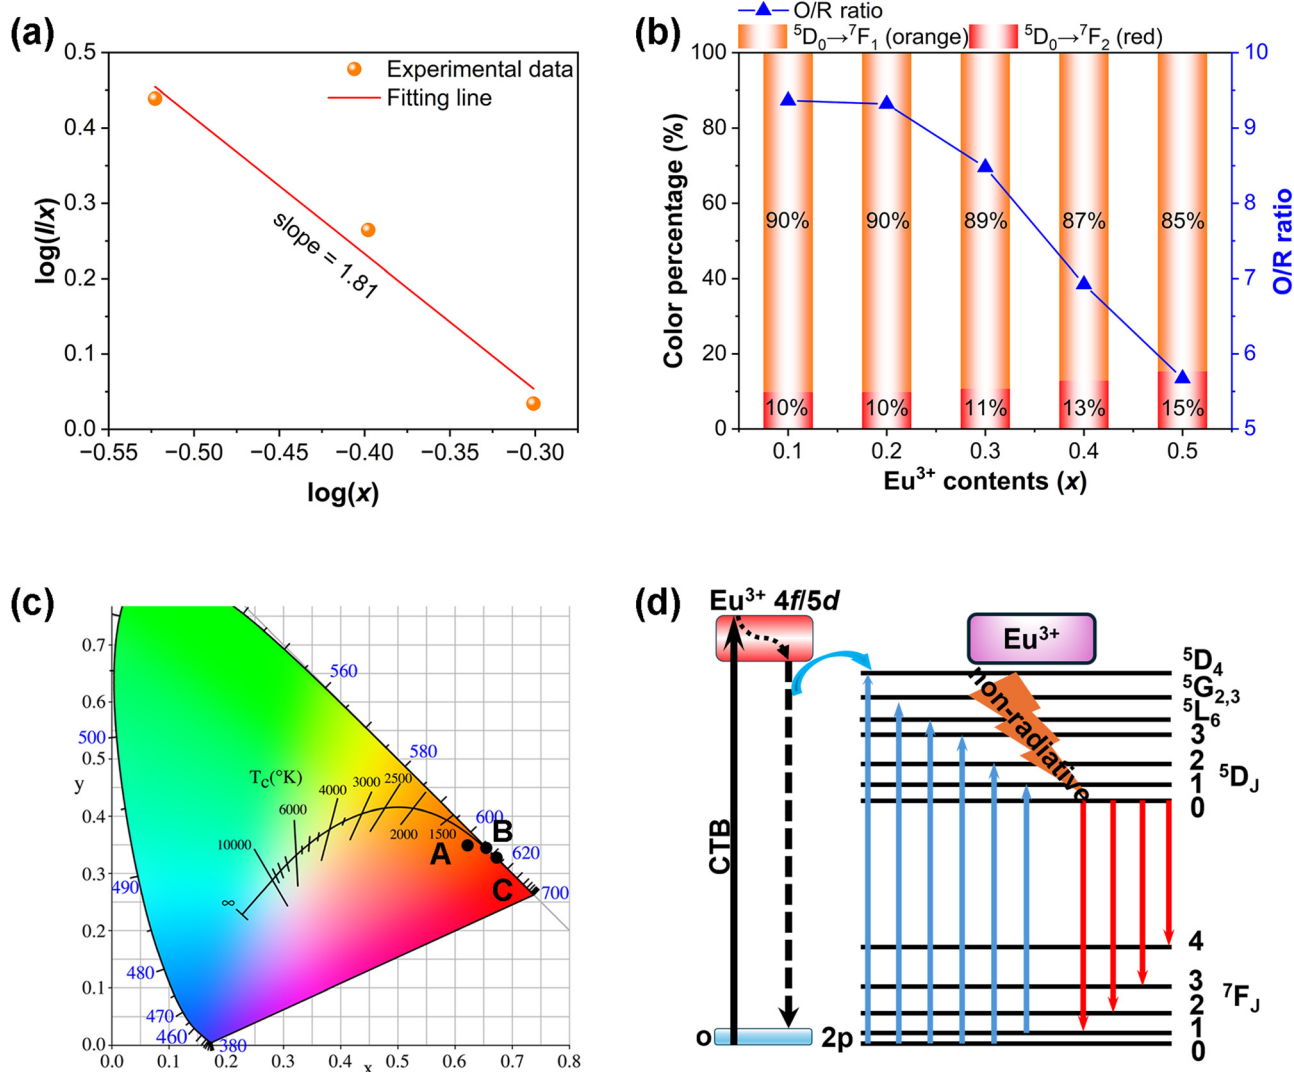 (a)
0.5
0.4
0.3
0.2
0.1
0.0
log(I/x)
Experimental data
Fitting line
slope = 1.81
−0.55
−0.50
−0.45
−0.40
−0.35
−0.30
log(x)
(b)
O/R ratio
⁵D₀→⁷F₁ (orange)
⁵D₀→⁷F₂ (red)
100
80
60
40
20
0
Color percentage (%)
90%
90%
89%
87%
85%
10%
10%
11%
13%
15%
10
9
8
7
6
5
O/R ratio
0.1
0.2
0.3
0.4
0.5
Eu³⁺ contents (x)
(c)
0.7
0.6
0.5
0.4
0.3
0.2
0.1
0.0
y
560
580
600
620
700
500
490
480
470
460
380
Tc(°K)
∞
10000
6000
4000
3000
2500
2000
1500
A
B
C
0.0
0.1
0.2
0.3
0.4
0.5
0.6
0.7
0.8
x
(d)
Eu³⁺ 4f/5d
CTB
o
2p
Eu³⁺
non-radiative
⁵D₄
⁵G₂,₃
⁵L₆
3
2
1
0
⁵DJ
4
3
2
1
0
⁷FJ